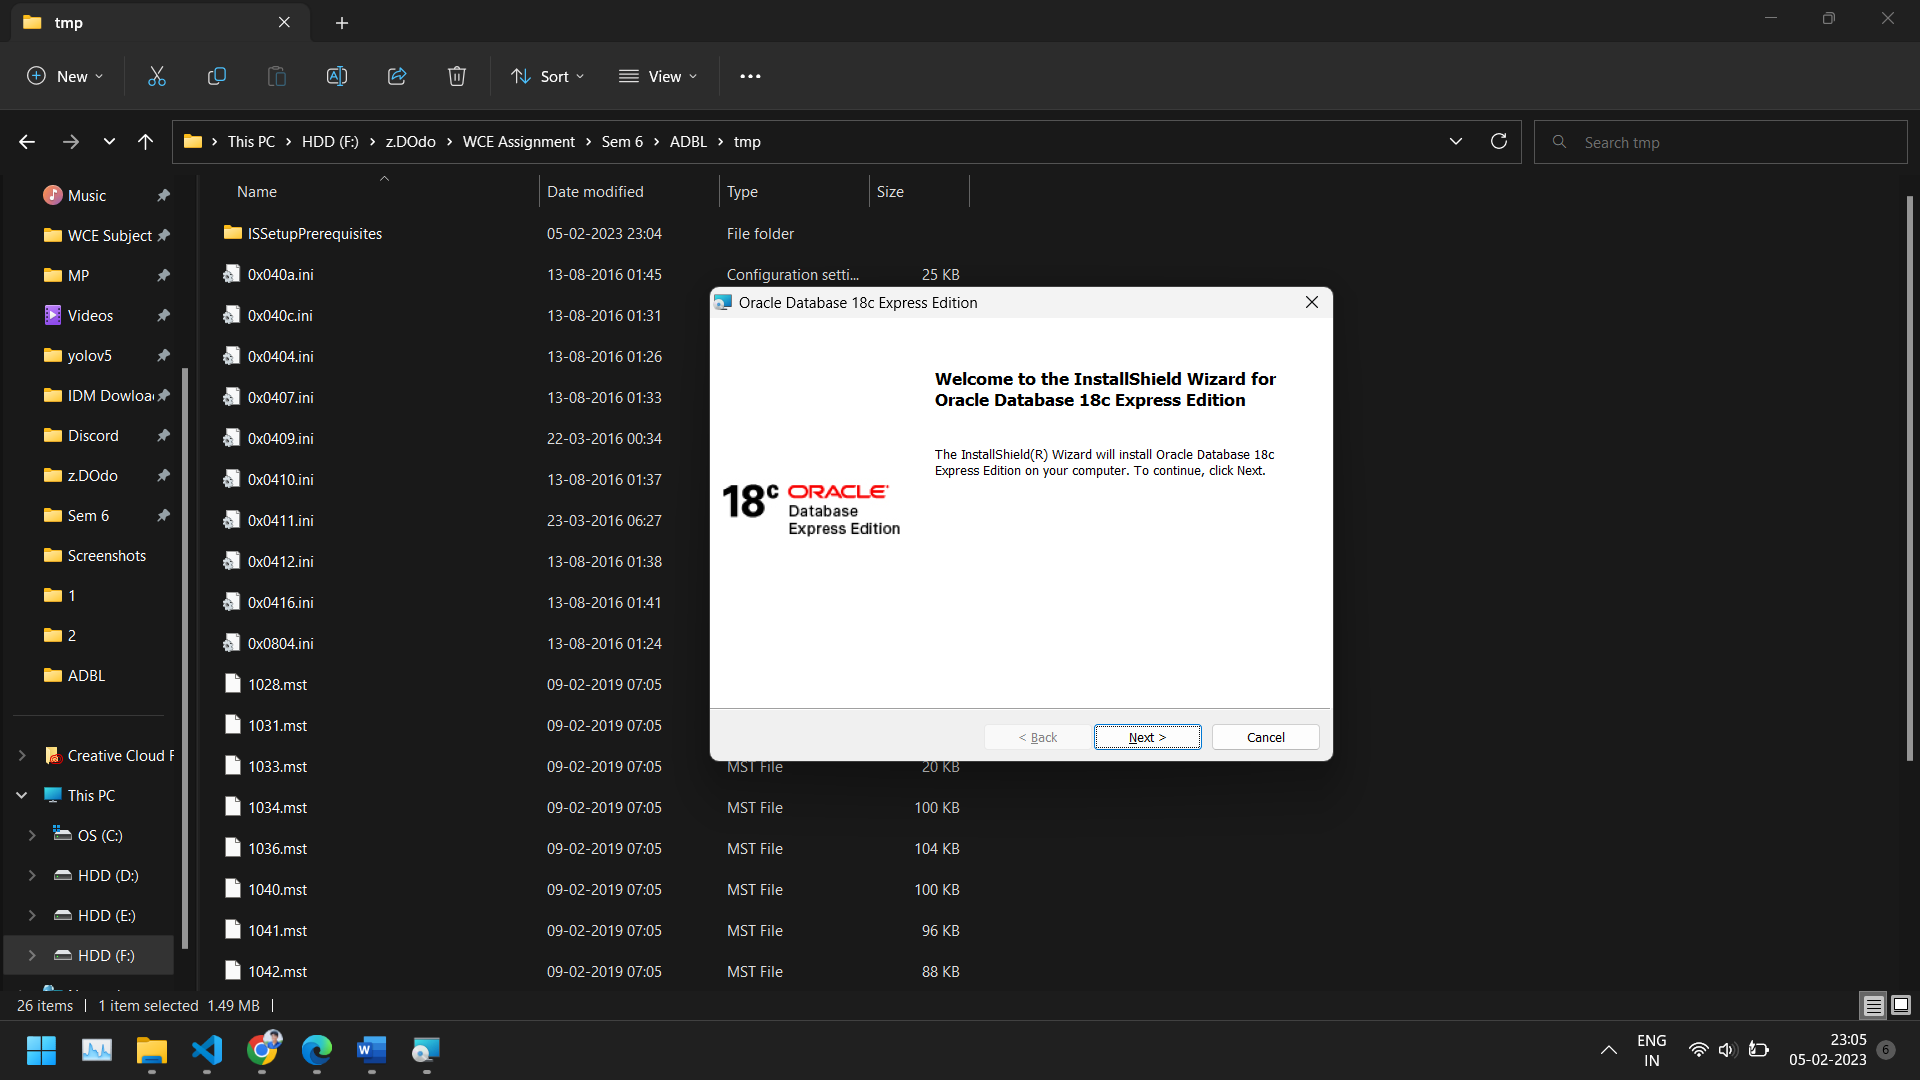 tmp
New
Sort
View
This PC > HDD (F:) > z.DOdo > WCE Assignment > Sem 6 > ADBL > tmp
Search tmp
Music
WCE Subject
MP
Videos
yolov5
IDM Dowloa
Discord
z.DOdo
Sem 6
Screenshots
1
2
ADBL
Creative Cloud F
This PC
OS (C:)
HDD (D:)
HDD (E:)
HDD (F:)
Name Date modified Type Size
ISSetupPrerequisites 05-02-2023 23:04 File folder
0x040a.ini 13-08-2016 01:45 Configuration setti... 25 KB
0x040c.ini 13-08-2016 01:31
0x0404.ini 13-08-2016 01:26
0x0407.ini 13-08-2016 01:33
0x0409.ini 22-03-2016 00:34
0x0410.ini 13-08-2016 01:37
0x0411.ini 23-03-2016 06:27
0x0412.ini 13-08-2016 01:38
0x0416.ini 13-08-2016 01:41
0x0804.ini 13-08-2016 01:24
1028.mst 09-02-2019 07:05
1031.mst 09-02-2019 07:05
1033.mst 09-02-2019 07:05 MST File 20 KB
1034.mst 09-02-2019 07:05 MST File 100 KB
1036.mst 09-02-2019 07:05 MST File 104 KB
1040.mst 09-02-2019 07:05 MST File 100 KB
1041.mst 09-02-2019 07:05 MST File 96 KB
1042.mst 09-02-2019 07:05 MST File 88 KB
Oracle Database 18c Express Edition
Welcome to the InstallShield Wizard for
Oracle Database 18c Express Edition
The InstallShield(R) Wizard will install Oracle Database 18c
Express Edition on your computer. To continue, click Next.
18c ORACLE
Database
Express Edition
< Back Next > Cancel
26 items | 1 item selected 1.49 MB |
ENG
IN
23:05
05-02-2023
6